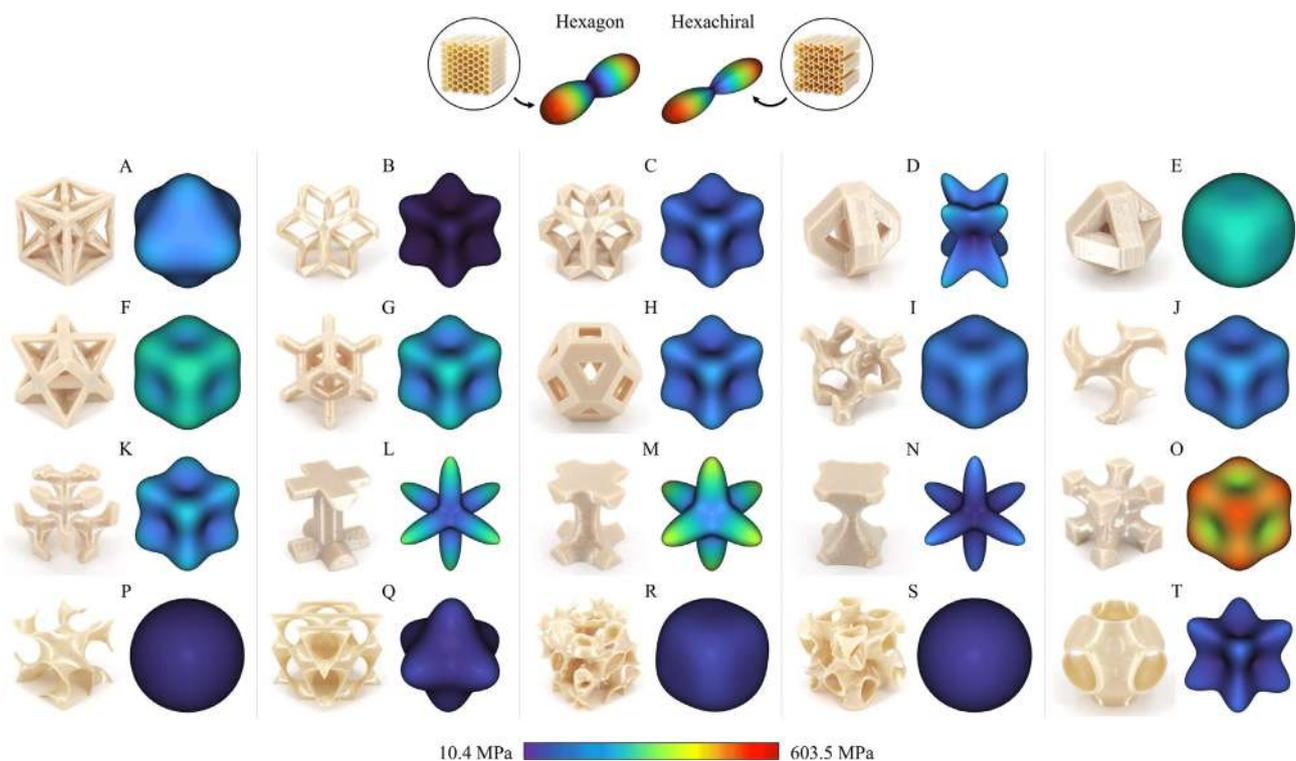 Hexagon Hexachiral
A B C D E
F G H I J
K L M N O
P Q R S T
10.4 MPa 603.5 MPa